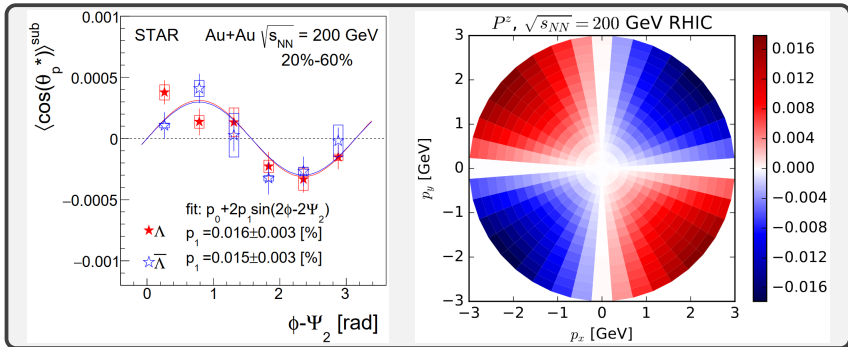 STAR Au+Au √s_NN = 200 GeV
20%-60%
⟨cos(θ_p*)⟩^sub
0.001
0.0005
0
−0.0005
−0.001
fit: p_0+2p_1sin(2ϕ-2Ψ_2)
Λ p_1=0.016±0.003 [%]
Λ̅ p_1=0.015±0.003 [%]
0 1 2 3
ϕ-Ψ_2 [rad]
P^z, √s_NN = 200 GeV RHIC
p_y [GeV]
3
2
1
0
−1
−2
−3
−3 −2 −1 0 1 2 3
p_x [GeV]
0.016
0.012
0.008
0.004
0.000
−0.004
−0.008
−0.012
−0.016